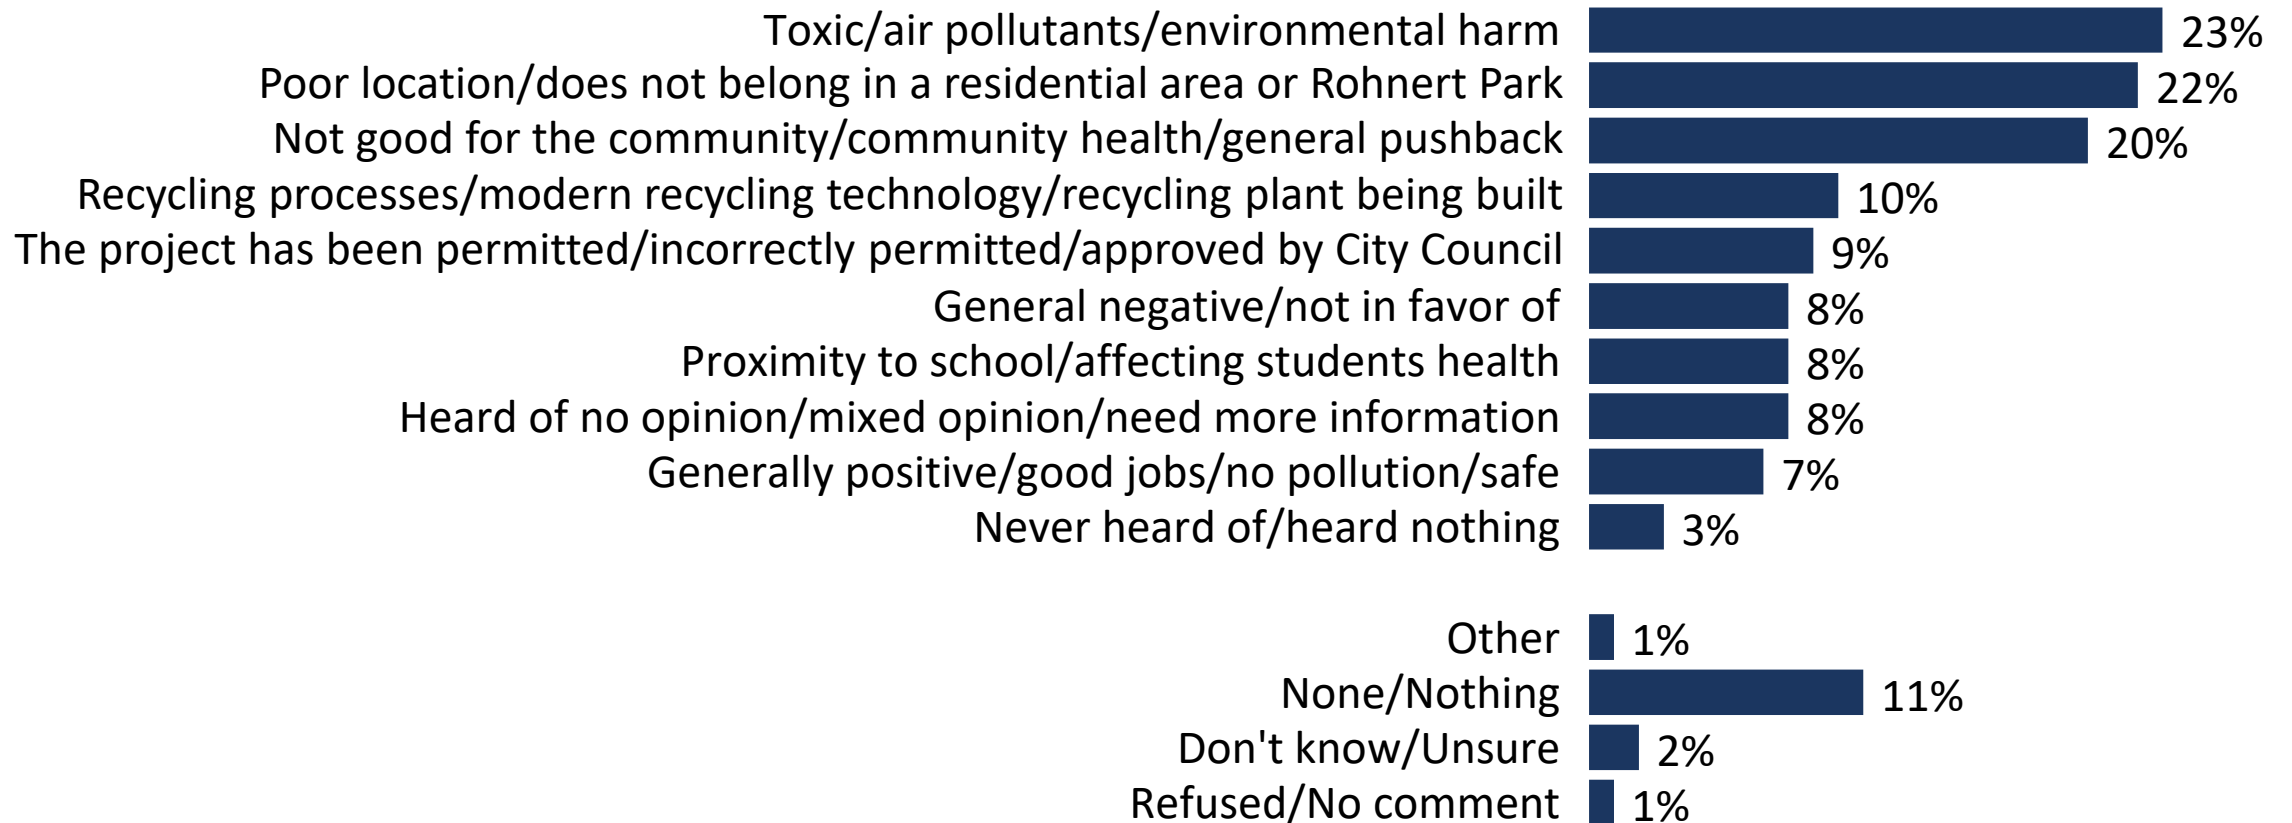 Toxic/air pollutants/environmental harm 23%
Poor location/does not belong in a residential area or Rohnert Park 22%
Not good for the community/community health/general pushback 20%
Recycling processes/modern recycling technology/recycling plant being built 10%
The project has been permitted/incorrectly permitted/approved by City Council 9%
General negative/not in favor of 8%
Proximity to school/affecting students health 8%
Heard of no opinion/mixed opinion/need more information 8%
Generally positive/good jobs/no pollution/safe 7%
Never heard of/heard nothing 3%
Other 1%
None/Nothing 11%
Don't know/Unsure 2%
Refused/No comment 1%